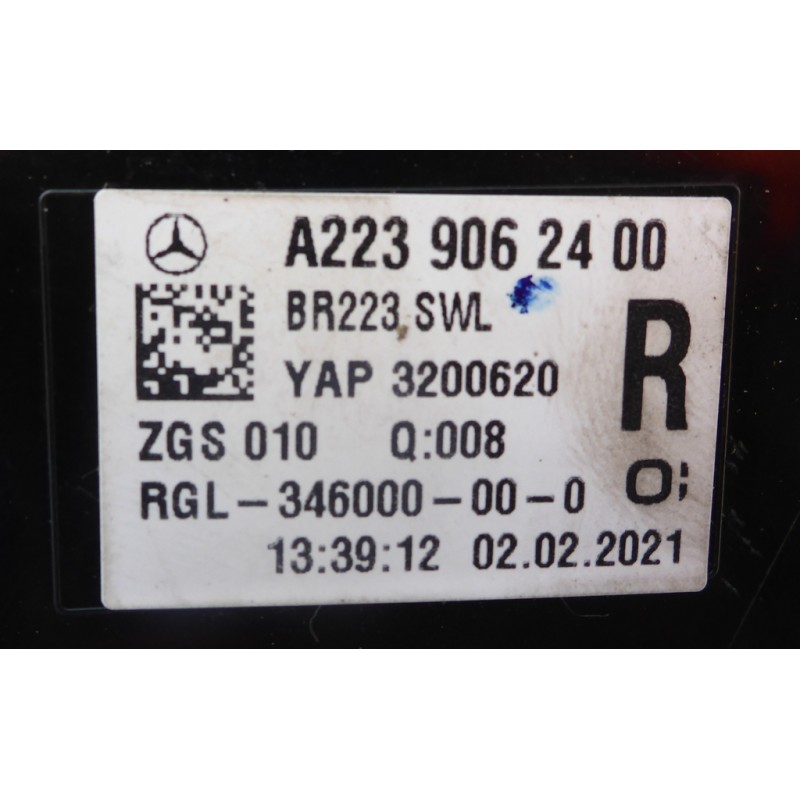 A223 906 24 00
BR223 SWL
R
YAP 3200620
ZGS 010 Q:008
RGL-346000-00-0
13:39:12 02.02.2021